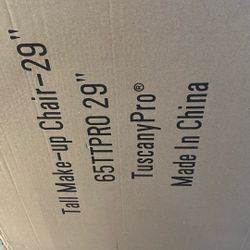 Tall Make-up Chair-29"
65TTPRO 29"
TuscanyPro®
Made In China